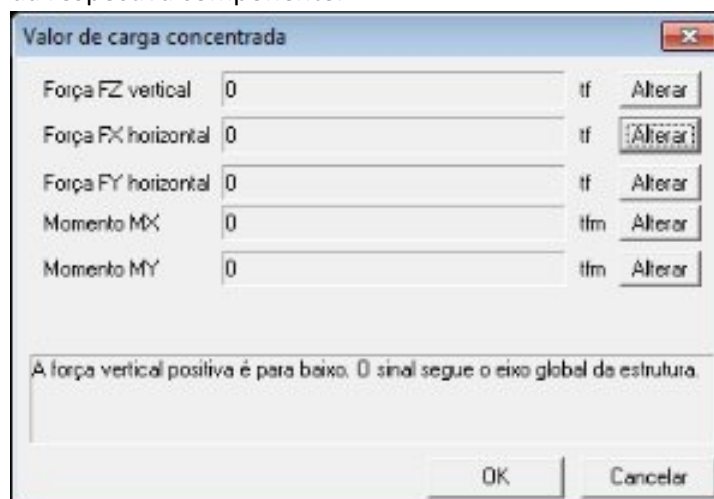 Valor de carga concentrada
Força FZ vertical 0 tf Alterar
Força FX horizontal 0 tf Alterar
Força FY horizontal 0 tf Alterar
Momento MX 0 tfm Alterar
Momento MY 0 tfm Alterar
A força vertical positiva é para baixo. O sinal segue o eixo global da estrutura.
OK Cancelar